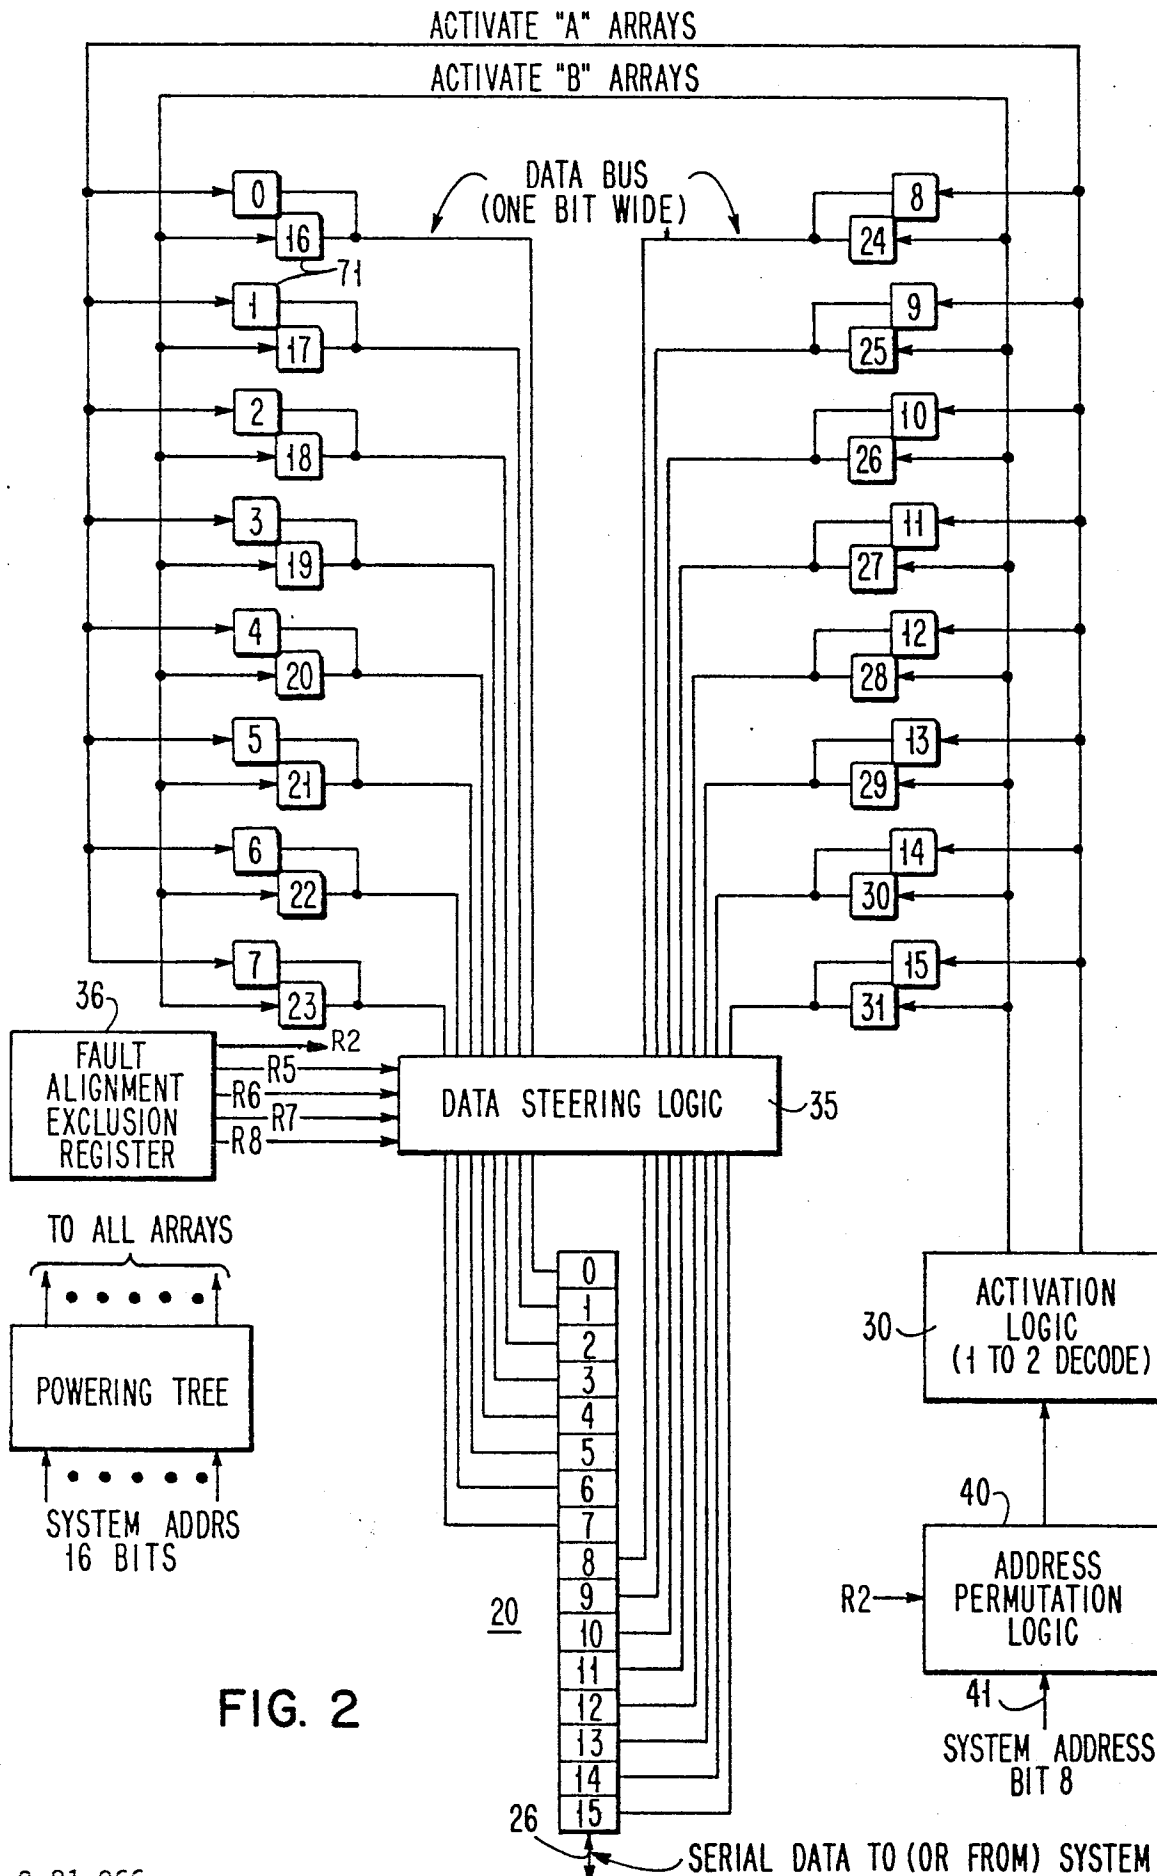 ACTIVATE "A" ARRAYS
ACTIVATE "B" ARRAYS
DATA BUS
(ONE BIT WIDE)
0
8
16
24
71
1
9
17
25
2
10
18
26
3
11
19
27
4
12
20
28
5
13
21
29
6
14
22
30
7
15
23
31
36
FAULT
ALIGNMENT
EXCLUSION
REGISTER
R2
R5
R6
R7
R8
DATA STEERING LOGIC
35
TO ALL ARRAYS
POWERING TREE
SYSTEM ADDRS
16 BITS
0
1
2
3
4
5
6
7
8
9
10
11
12
13
14
15
20
26
SERIAL DATA TO (OR FROM) SYSTEM
30
ACTIVATION
LOGIC
(1 TO 2 DECODE)
40
ADDRESS
PERMUTATION
LOGIC
R2
41
SYSTEM ADDRESS
BIT 8
FIG. 2